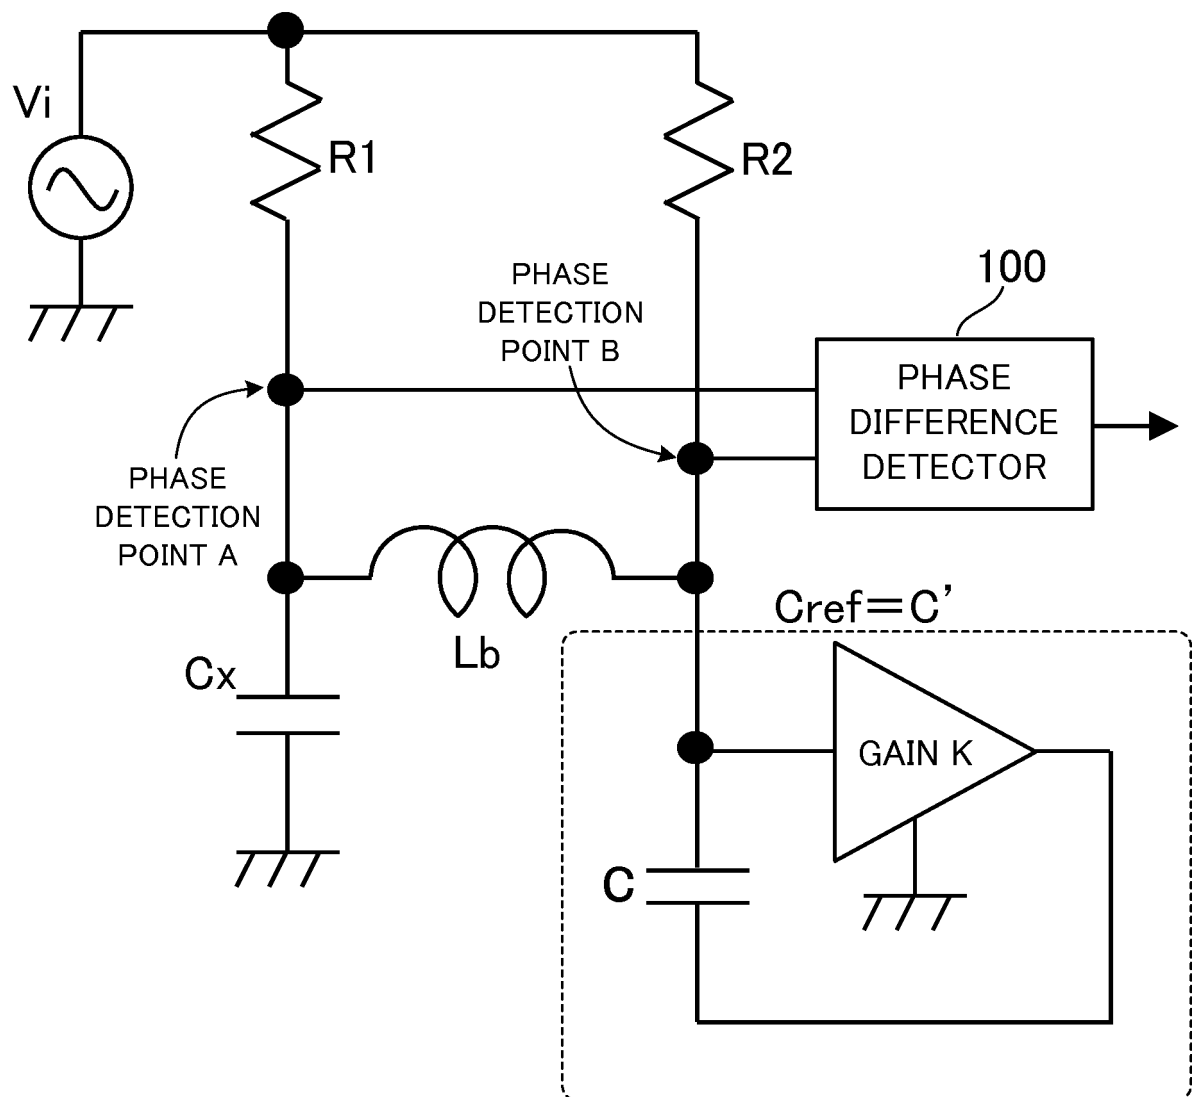 Vi
R1
R2
PHASE
DETECTION
POINT B
100
PHASE
DIFFERENCE
DETECTOR
PHASE
DETECTION
POINT A
Lb
Cref=C'
Cx
GAIN K
C